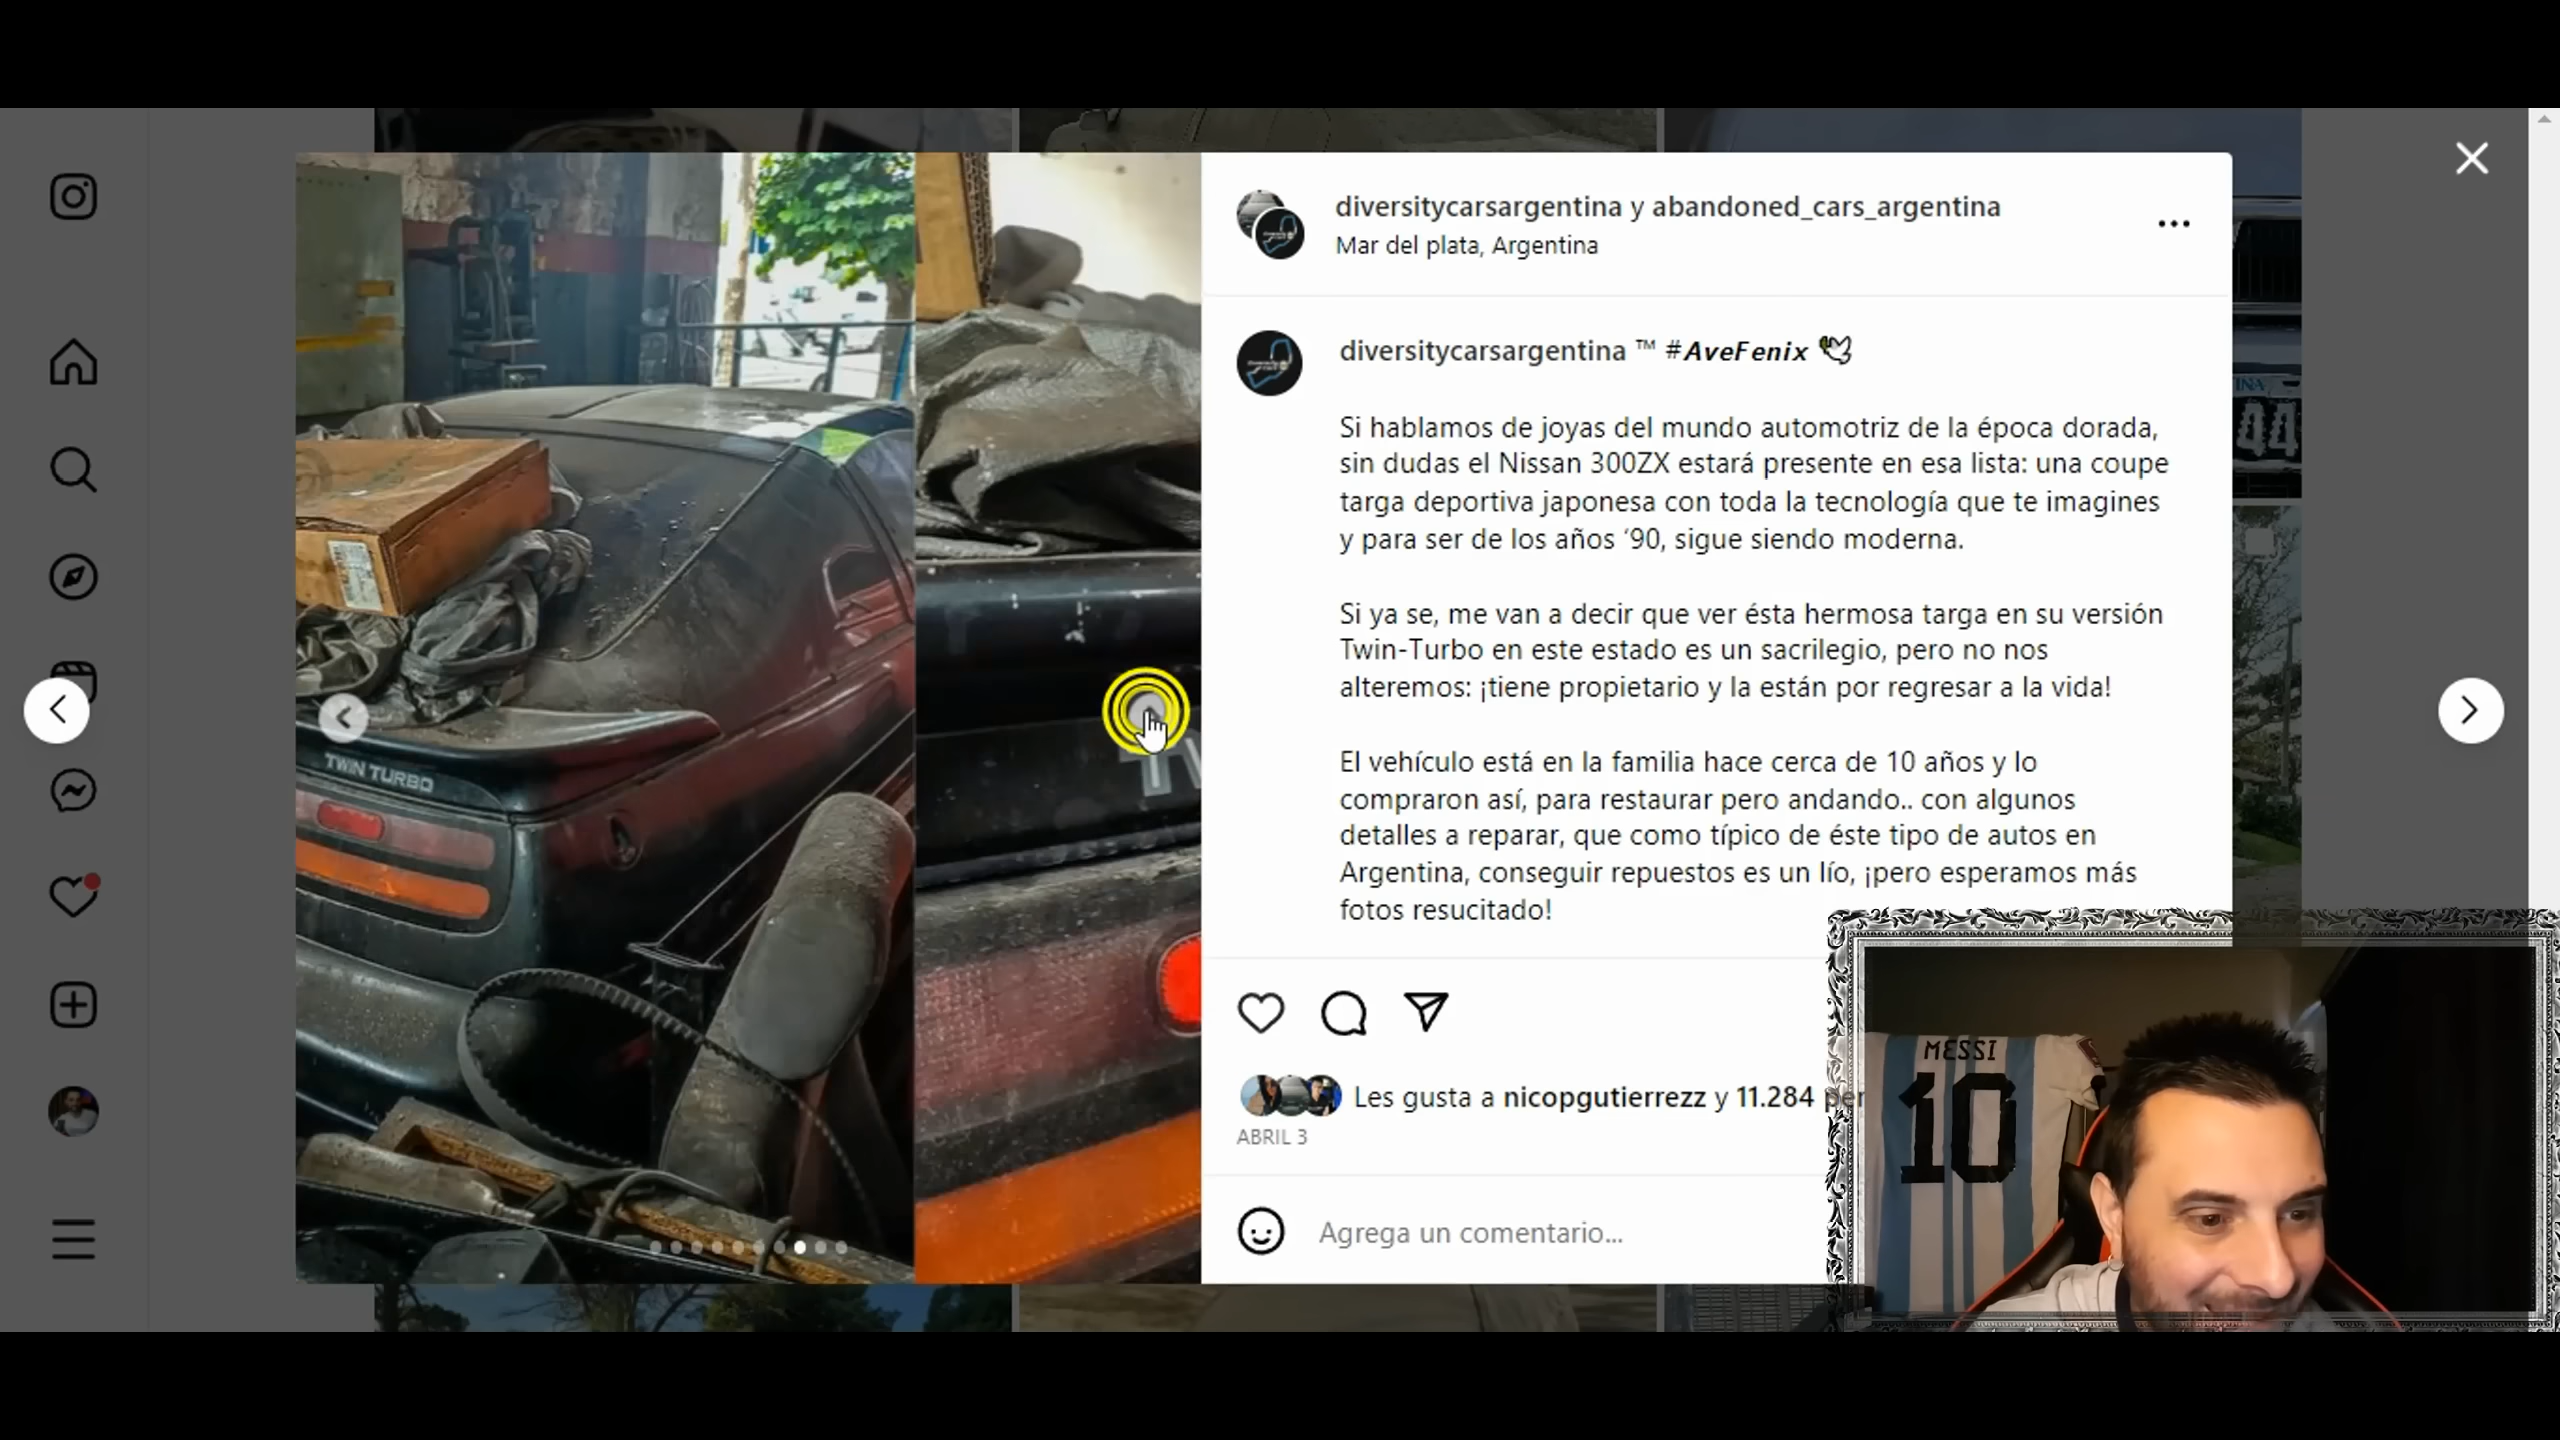 diversitycarsargentina y abandoned_cars_argentina
Mar del plata, Argentina
diversitycarsargentina ™ #AveFenix 🕊
Si hablamos de joyas del mundo automotriz de la época dorada,
sin dudas el Nissan 300ZX estará presente en esa lista: una coupe
targa deportiva japonesa con toda la tecnología que te imagines
y para ser de los años ‘90, sigue siendo moderna.
Si ya se, me van a decir que ver ésta hermosa targa en su versión
Twin-Turbo en este estado es un sacrilegio, pero no nos
alteremos: ¡tiene propietario y la están por regresar a la vida!
El vehículo está en la familia hace cerca de 10 años y lo
compraron así, para restaurar pero andando.. con algunos
detalles a reparar, que como típico de éste tipo de autos en
Argentina, conseguir repuestos es un lío, ¡pero esperamos más
fotos resucitado!
Les gusta a nicopgutierrezz y 11.284 per
ABRIL 3
Agrega un comentario...
TWIN TURBO
TW
INA
44
MESSI
10